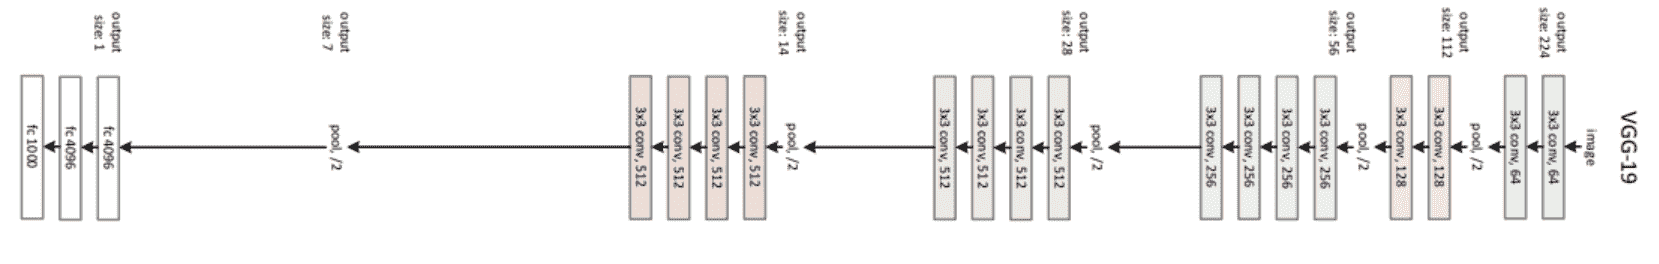 VGG-19
image
output
size: 224
3x3 conv, 64
3x3 conv, 64
pool, /2
output
size: 112
3x3 conv, 128
3x3 conv, 128
pool, /2
output
size: 56
3x3 conv, 256
3x3 conv, 256
3x3 conv, 256
3x3 conv, 256
pool, /2
output
size: 28
3x3 conv, 512
3x3 conv, 512
3x3 conv, 512
3x3 conv, 512
pool, /2
output
size: 14
3x3 conv, 512
3x3 conv, 512
3x3 conv, 512
3x3 conv, 512
output
size: 7
pool, /2
output
size: 1
fc 4096
fc 4096
fc 1000